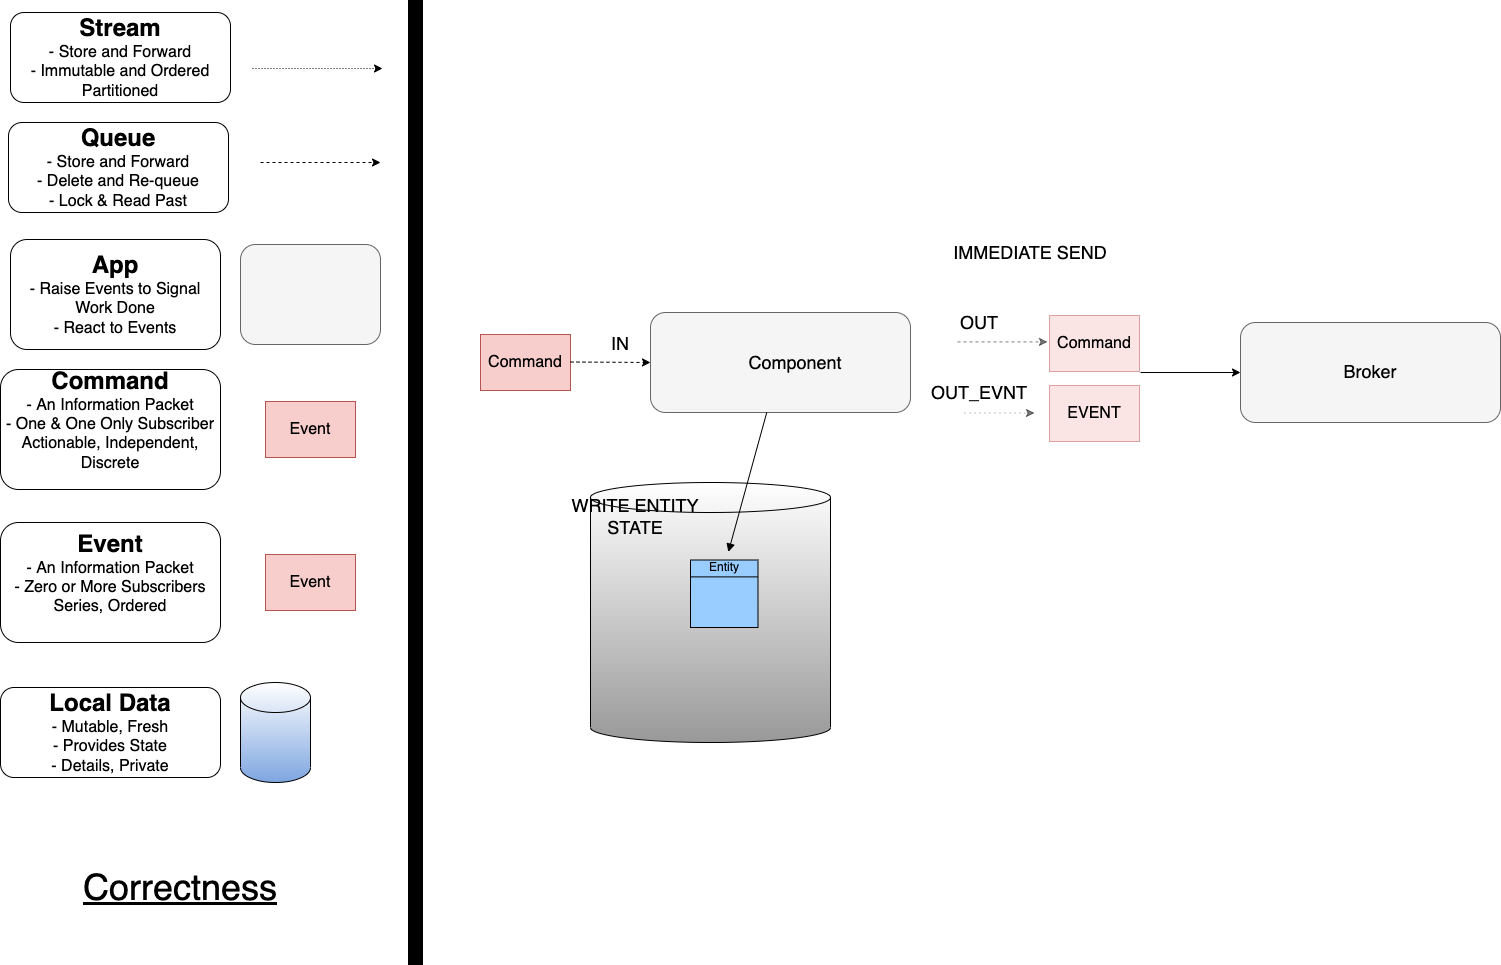 Stream
- Store and Forward
- Immutable and Ordered
Partitioned
Queue
- Store and Forward
- Delete and Re-queue
- Lock & Read Past
App
- Raise Events to Signal
Work Done
- React to Events
Command
- An Information Packet
- One & One Only Subscriber
Actionable, Independent,
Discrete
Event
Event
- An Information Packet
- Zero or More Subscribers
Series, Ordered
Event
Local Data
- Mutable, Fresh
- Provides State
- Details, Private
Correctness
IMMEDIATE SEND
Command
IN
Component
OUT
Command
OUT_EVNT
EVENT
Broker
WRITE ENTITY
STATE
Entity